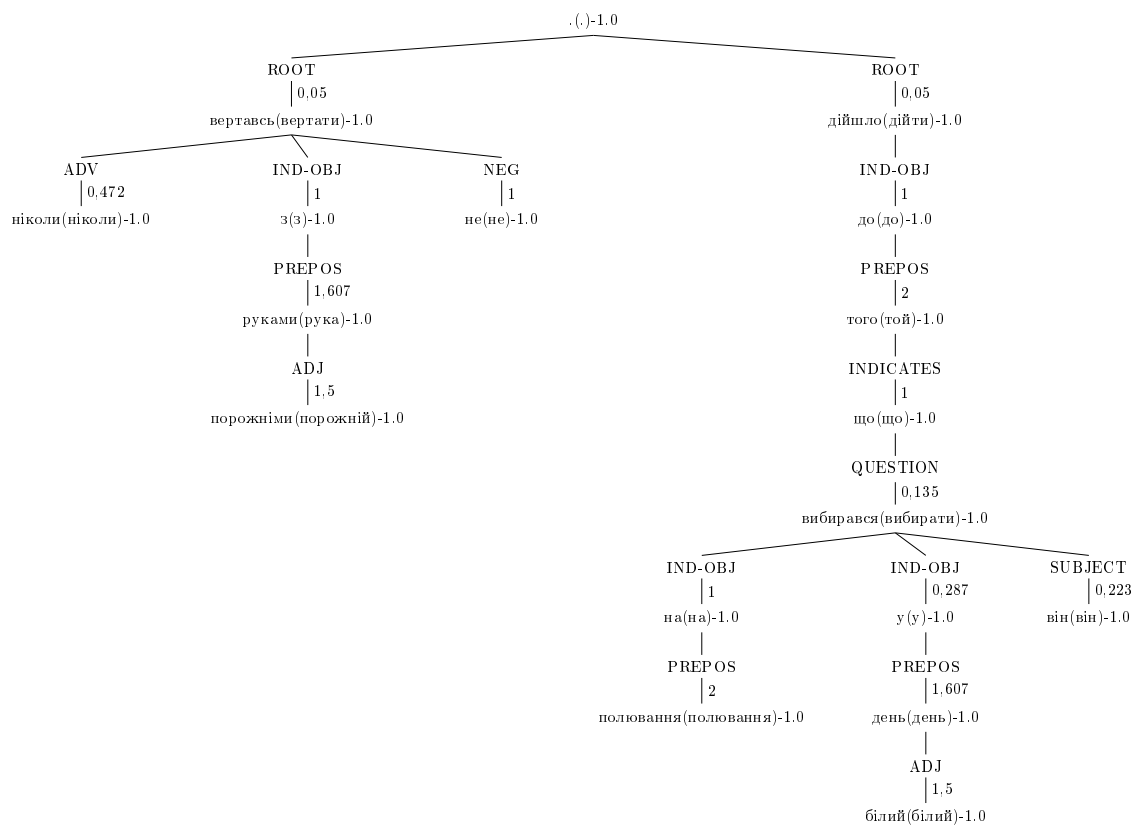 .(.)-1.0
ROOT ROOT
0,05 0,05
вертавсь(вертати)-1.0 дійшло(дійти)-1.0
ADV IND-OBJ NEG IND-OBJ
0,472 1 1 1
ніколи(ніколи)-1.0 з(з)-1.0 не(не)-1.0 до(до)-1.0
PREPOS PREPOS
1,607 2
руками(рука)-1.0 того(той)-1.0
ADJ INDICATES
1,5 1
порожніми(порожній)-1.0 що(що)-1.0
QUESTION
0,135
вибирався(вибирати)-1.0
IND-OBJ IND-OBJ SUBJECT
1 0,287 0,223
на(на)-1.0 у(у)-1.0 він(він)-1.0
PREPOS PREPOS
2 1,607
полювання(полювання)-1.0 день(день)-1.0
ADJ
1,5
білий(білий)-1.0